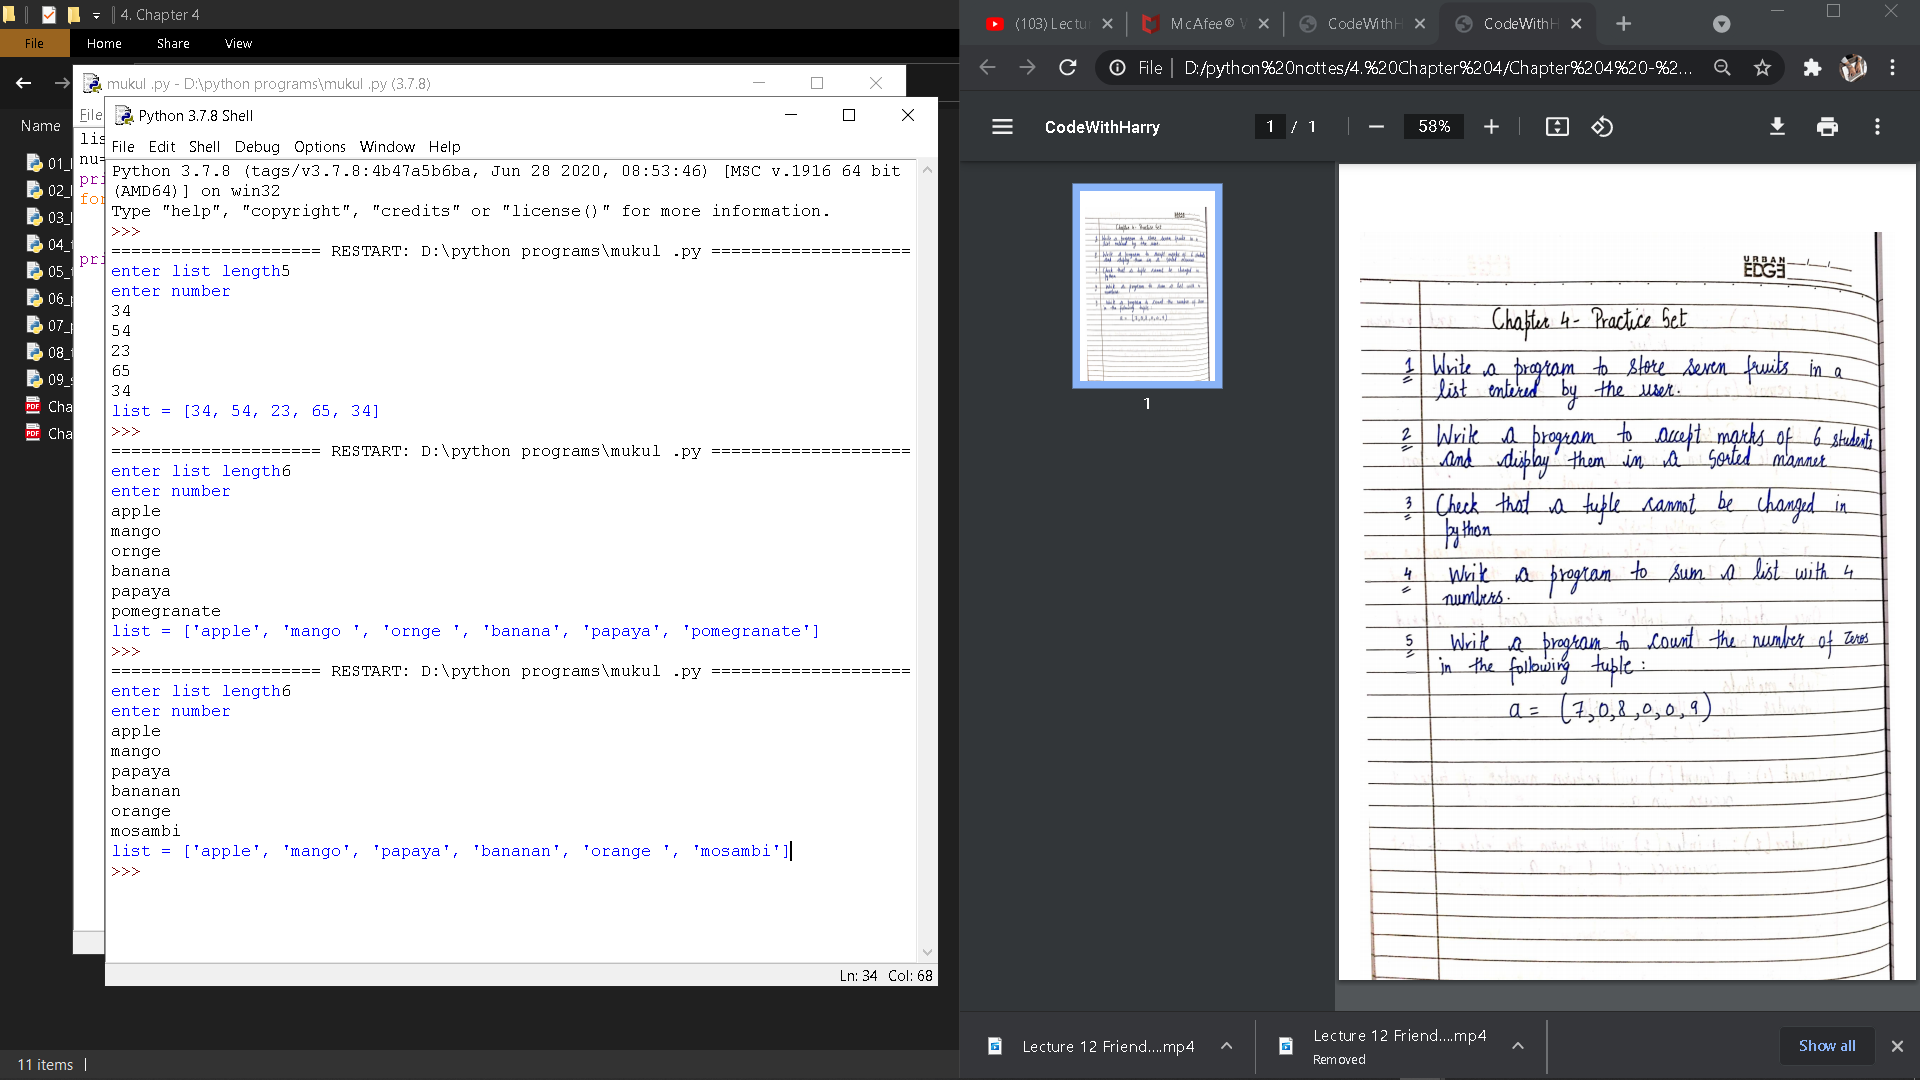 4. Chapter 4
File Home Share View
mukul .py - D:\python programs\mukul .py (3.7.8)
File
Name
lis
nu=
pri
for
pri
01_l
02_l
03_l
04_t
05_t
06_p
07_p
08_t
09_s
Cha
Cha
11 items
Python 3.7.8 Shell
File Edit Shell Debug Options Window Help
Python 3.7.8 (tags/v3.7.8:4b47a5b6ba, Jun 28 2020, 08:53:46) [MSC v.1916 64 bit
(AMD64)] on win32
Type "help", "copyright", "credits" or "license()" for more information.
>>>
===================== RESTART: D:\python programs\mukul .py ====================
enter list length5
enter number
34
54
23
65
34
list = [34, 54, 23, 65, 34]
>>>
===================== RESTART: D:\python programs\mukul .py ====================
enter list length6
enter number
apple
mango
ornge
banana
papaya
pomegranate
list = ['apple', 'mango ', 'ornge ', 'banana', 'papaya', 'pomegranate']
>>>
===================== RESTART: D:\python programs\mukul .py ====================
enter list length6
enter number
apple
mango
papaya
bananan
orange
mosambi
list = ['apple', 'mango', 'papaya', 'bananan', 'orange ', 'mosambi']
>>>
Ln: 34 Col: 68
(103) Lectu McAfee® V CodeWithH CodeWithH
File D:/python%20nottes/4.%20Chapter%204/Chapter%204%20-%2...
CodeWithHarry 1 / 1 58%
1
URBAN
EDGE
Chapter 4- Practice Set
1 Write a program to store seven fruits in a
list entered by the user.
2 Write a program to accept marks of 6 students
and display them in a sorted manner
3 Check that a tuple cannot be changed in
python
4 Write a program to sum a list with 4
numbers.
5 Write a program to count the number of zeros
in the following tuple:
a = (7,0,8,0,0,9)
Lecture 12 Friend....mp4
Lecture 12 Friend....mp4
Removed
Show all